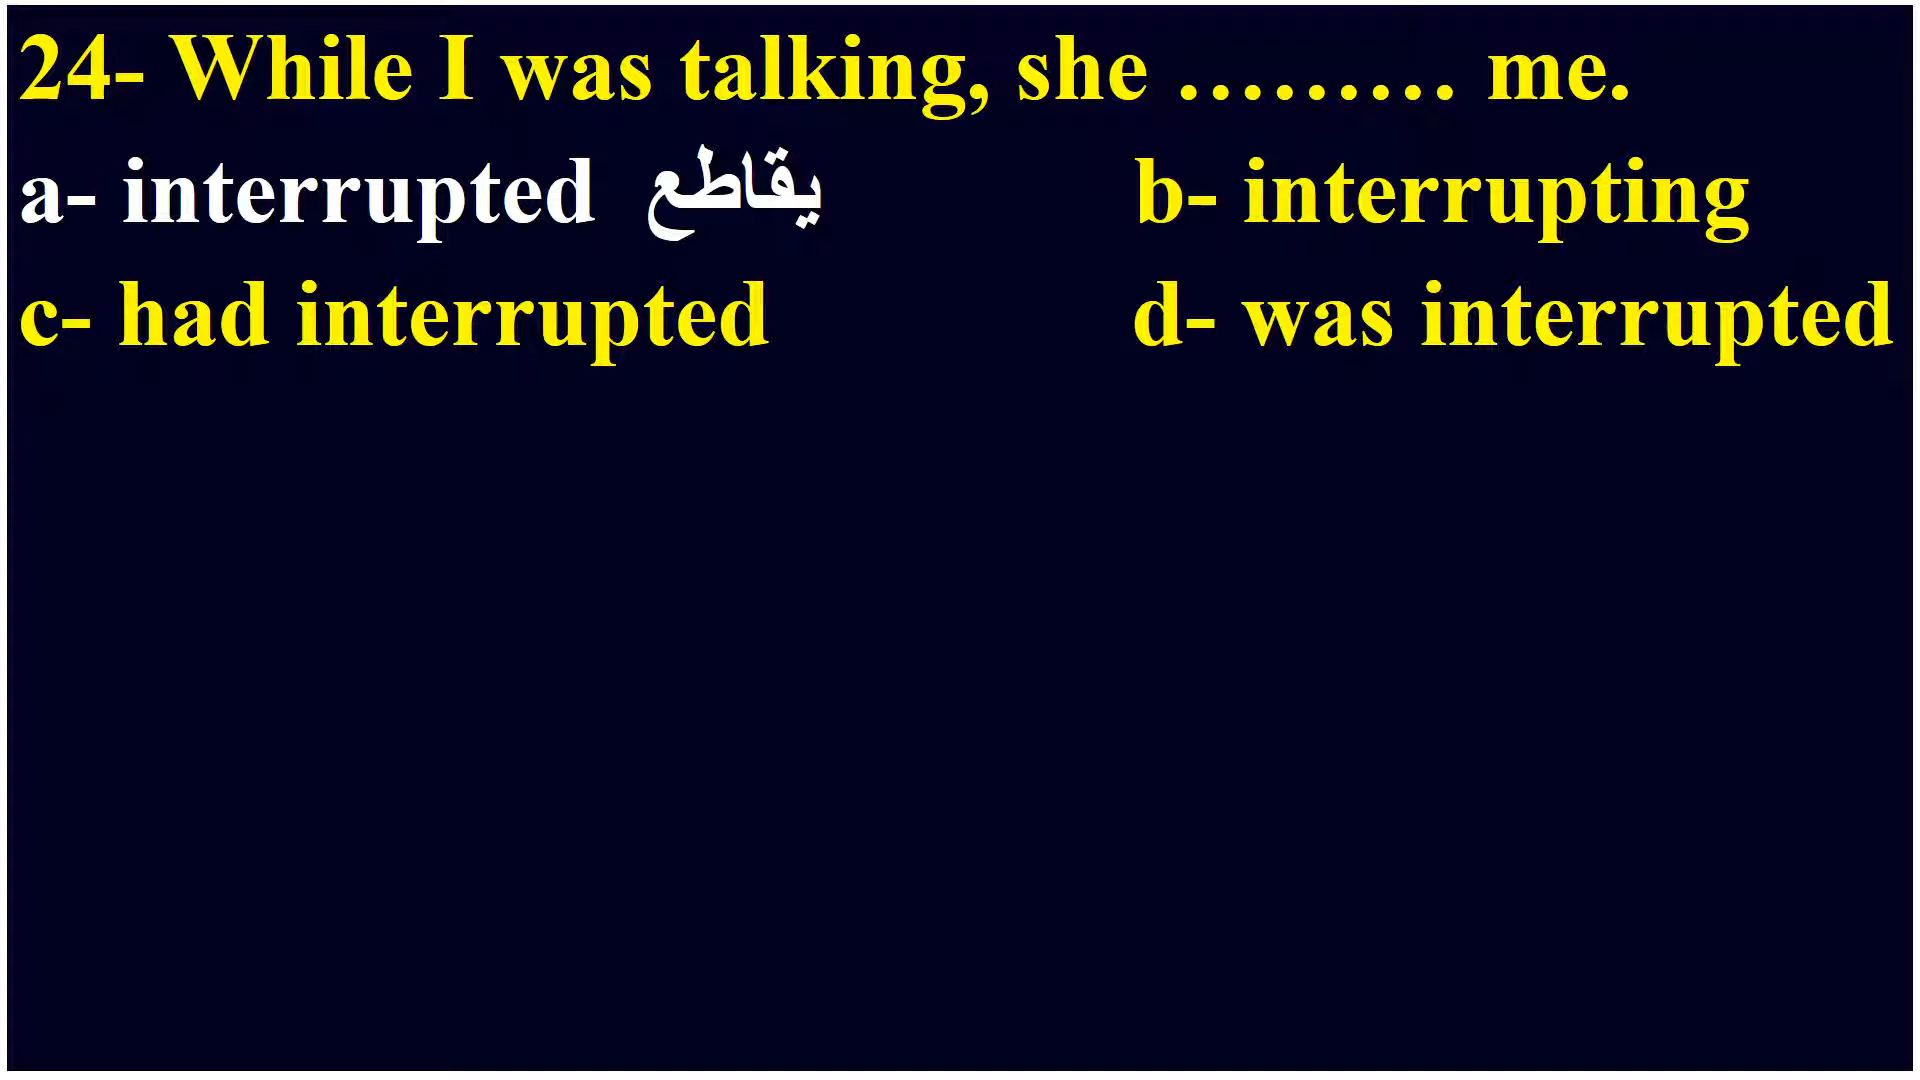 24- While I was talking, she ……… me.
a- interrupted يقاطع b- interrupting
c- had interrupted d- was interrupted